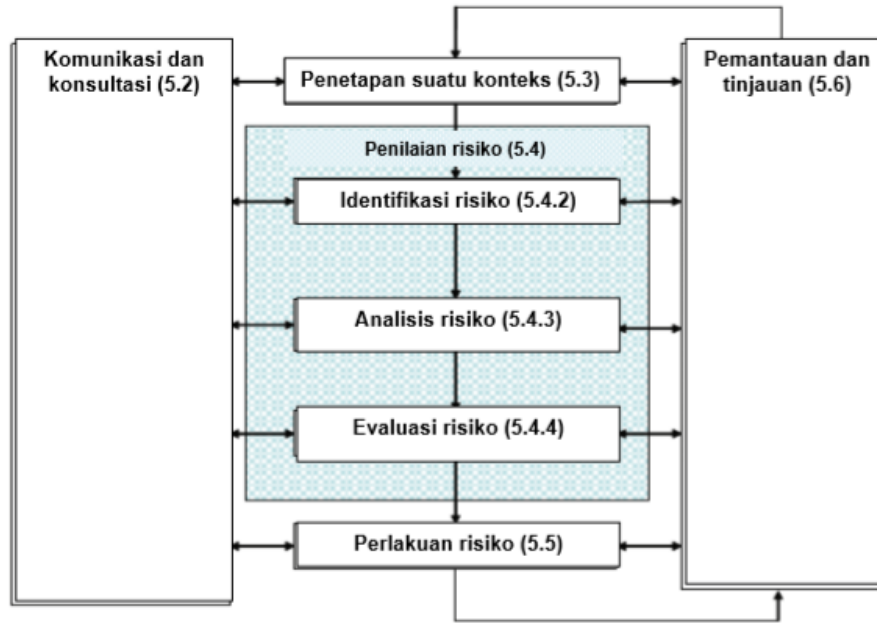 Komunikasi dan
konsultasi (5.2)
Penetapan suatu konteks (5.3)
Pemantauan dan
tinjauan (5.6)
Penilaian risiko (5.4)
Identifikasi risiko (5.4.2)
Analisis risiko (5.4.3)
Evaluasi risiko (5.4.4)
Perlakuan risiko (5.5)